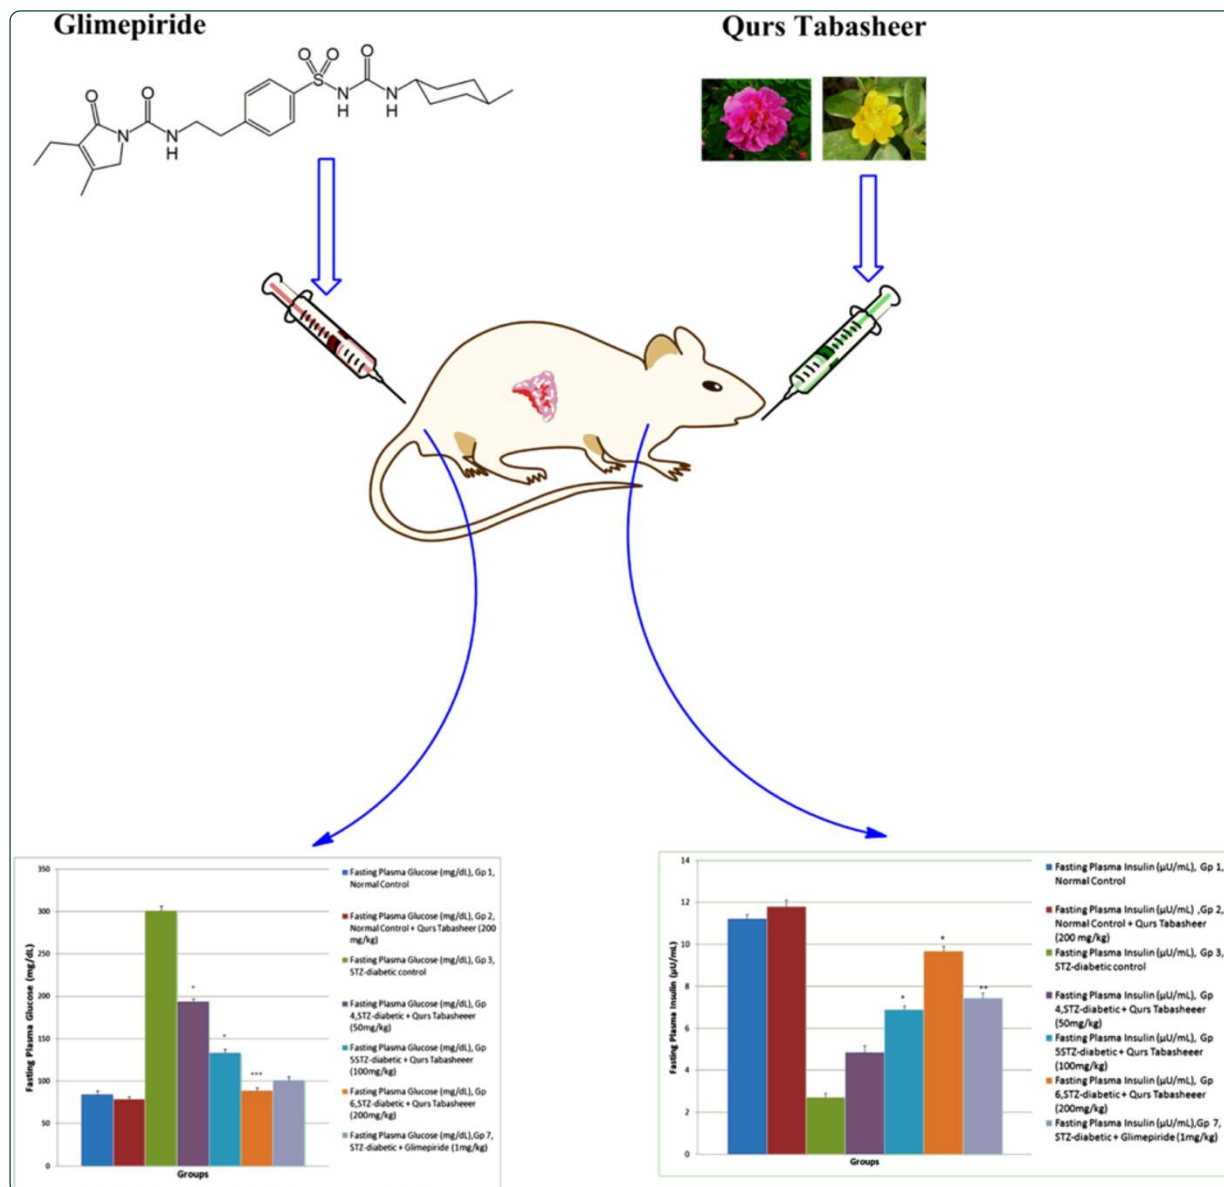 Glimepiride
Qurs Tabasheer
O
O
O
O
S
N
H
N
H
O
O
N
N
H
350
300
250
200
150
100
50
0
Fasting Plasma Glucose (mg/dL)
*
*
***
Groups
Fasting Plasma Glucose (mg/dL), Gp 1,
Normal Control
Fasting Plasma Glucose (mg/dL), Gp 2,
Normal Control + Qurs Tabasheer (200
mg/kg)
Fasting Plasma Glucose (mg/dL), Gp 3,
STZ-diabetic control
Fasting Plasma Glucose (mg/dL), Gp
4,STZ-diabetic + Qurs Tabasheeer
(50mg/kg)
Fasting Plasma Glucose (mg/dL), Gp
5STZ-diabetic + Qurs Tabasheeer
(100mg/kg)
Fasting Plasma Glucose (mg/dL), Gp
6,STZ-diabetic + Qurs Tabasheeer
(200mg/kg)
Fasting Plasma Glucose (mg/dL),Gp 7,
STZ-diabetic + Glimepiride (1mg/kg)
14
12
10
8
6
4
2
0
Fasting Plasma Insulin (µU/mL)
*
*
**
Groups
Fasting Plasma Insulin (µU/mL), Gp 1,
Normal Control
Fasting Plasma Insulin (µU/mL) ,Gp 2,
Normal Control + Qurs Tabasheer
(200 mg/kg)
Fasting Plasma Insulin (µU/mL), Gp 3,
STZ-diabetic control
Fasting Plasma Insulin (µU/mL), Gp
4,STZ-diabetic + Qurs Tabasheeer
(50mg/kg)
Fasting Plasma Insulin (µU/mL), Gp
5STZ-diabetic + Qurs Tabasheeer
(100mg/kg)
Fasting Plasma Insulin (µU/mL), Gp
6,STZ-diabetic + Qurs Tabasheeer
(200mg/kg)
Fasting Plasma Insulin (µU/mL),Gp 7,
STZ-diabetic + Glimepiride (1mg/kg)